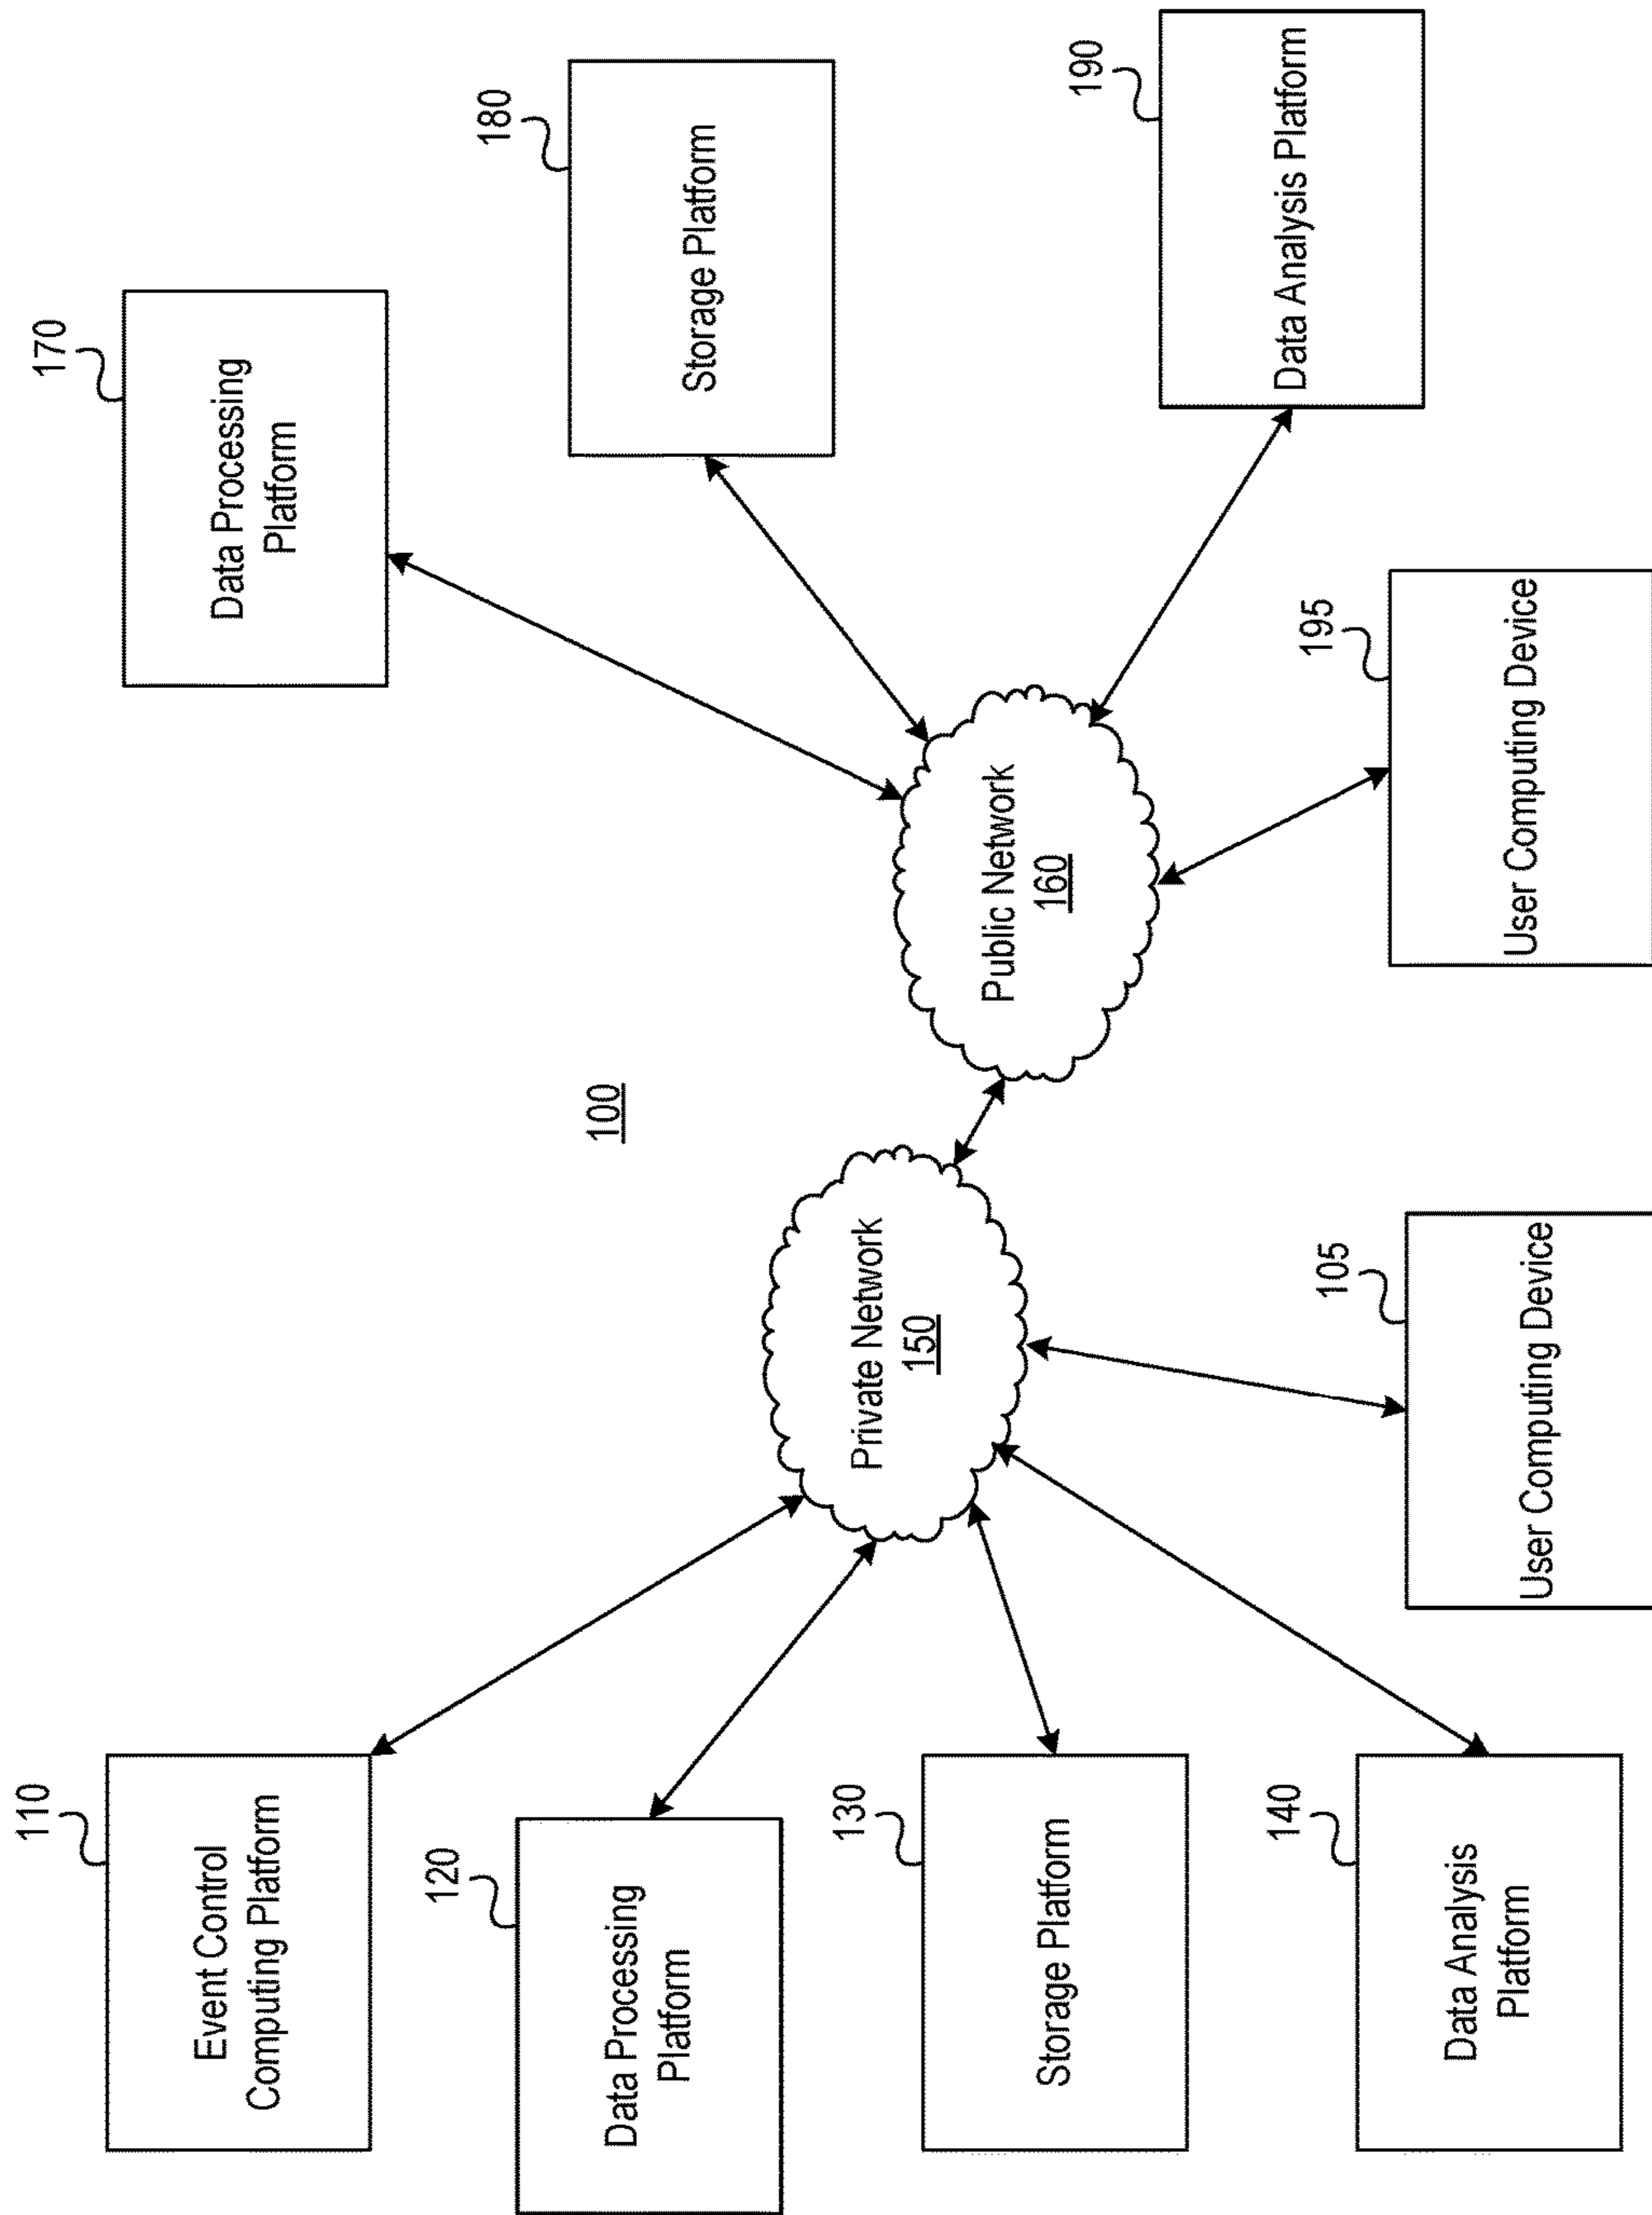 110
Event Control
Computing Platform
120
Data Processing
Platform
130
Storage Platform
140
Data Analysis
Platform
Private Network
150
105
User Computing Device
100
Public Network
160
170
Data Processing
Platform
180
Storage Platform
190
Data Analysis Platform
195
User Computing Device